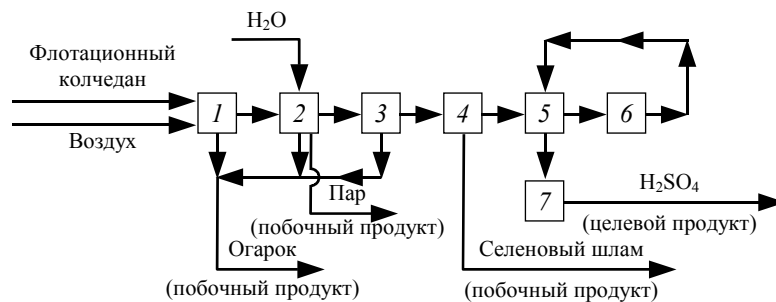 H₂O
Флотационный
колчедан
Воздух
1
2
3
4
5
6
7
Пар
(побочный продукт)
H₂SO₄
(целевой продукт)
Огарок
(побочный продукт)
Селеновый шлам
(побочный продукт)